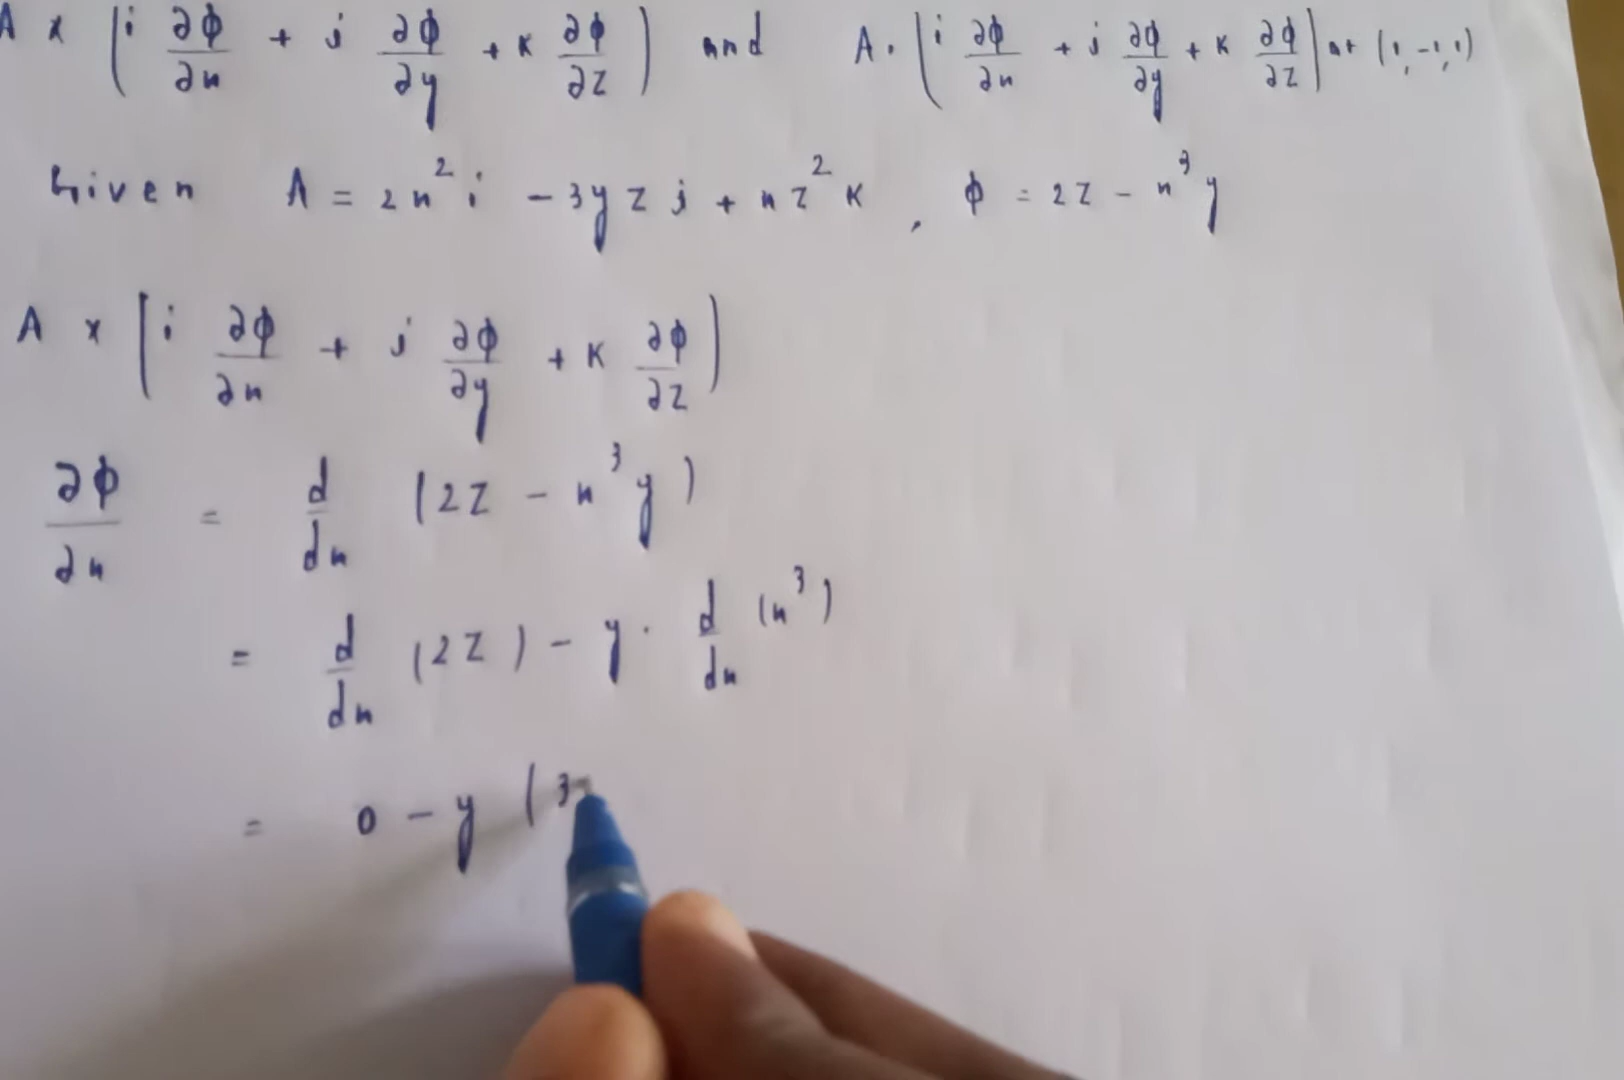 A × (i ∂ϕ/∂x + j ∂ϕ/∂y + k ∂ϕ/∂z) and A · (i ∂ϕ/∂x + j ∂ϕ/∂y + k ∂ϕ/∂z) at (1, -1, 1)
Given A = 2x² i - 3yz j + xz² k , ϕ = 2z - x³y
A × (i ∂ϕ/∂x + j ∂ϕ/∂y + k ∂ϕ/∂z)
∂ϕ/∂x = d/dx (2z - x³y)
= d/dx (2z) - y · d/dx (x³)
= 0 - y (3